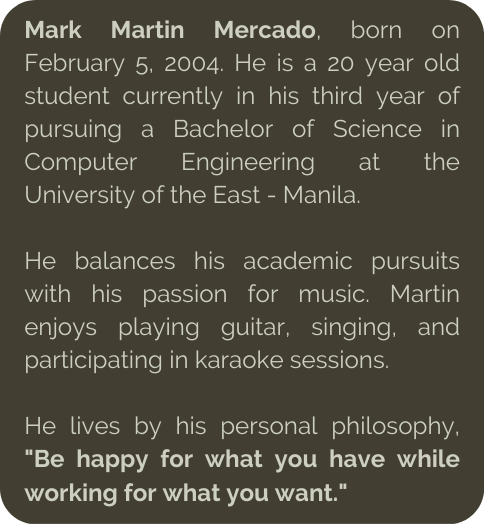 Mark Martin Mercado, born on
February 5, 2004. He is a 20 year old
student currently in his third year of
pursuing a Bachelor of Science in
Computer Engineering at the
University of the East - Manila.
He balances his academic pursuits
with his passion for music. Martin
enjoys playing guitar, singing, and
participating in karaoke sessions.
He lives by his personal philosophy,
"Be happy for what you have while
working for what you want."